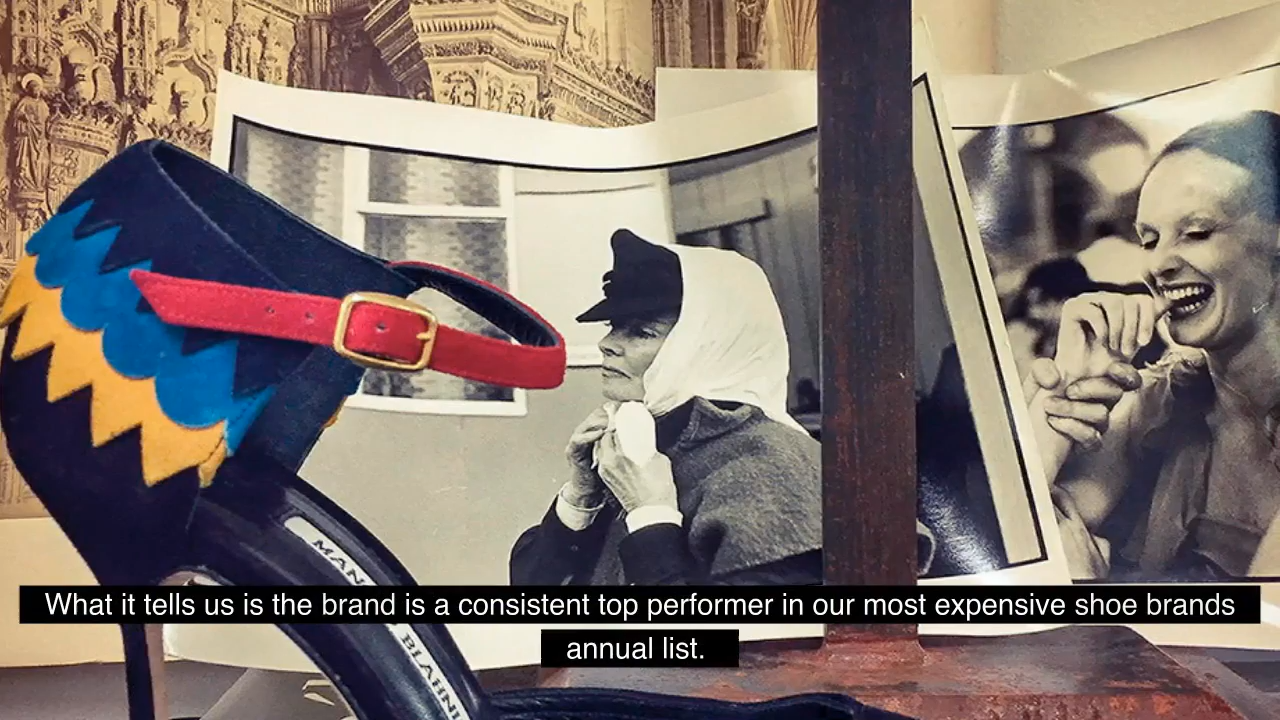 MANO
BLAHNI
What it tells us is the brand is a consistent top performer in our most expensive shoe brands
annual list.